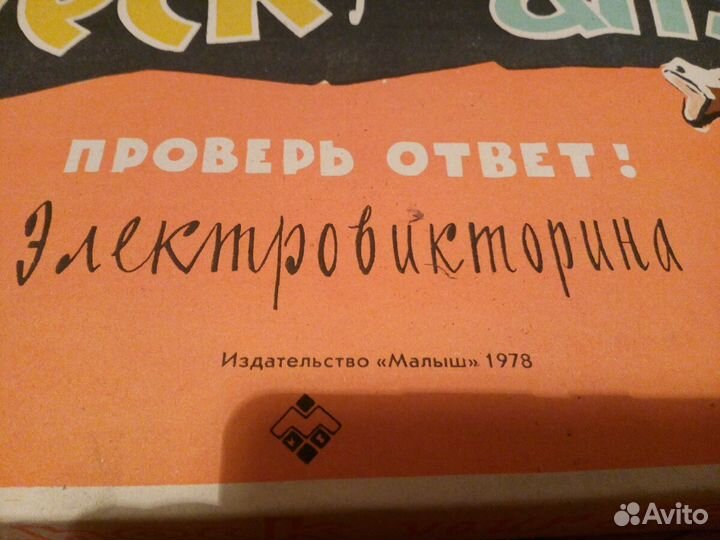 ПРОВЕРЬ ОТВЕТ!
Электровикторина
Издательство «Малыш» 1978
Avito